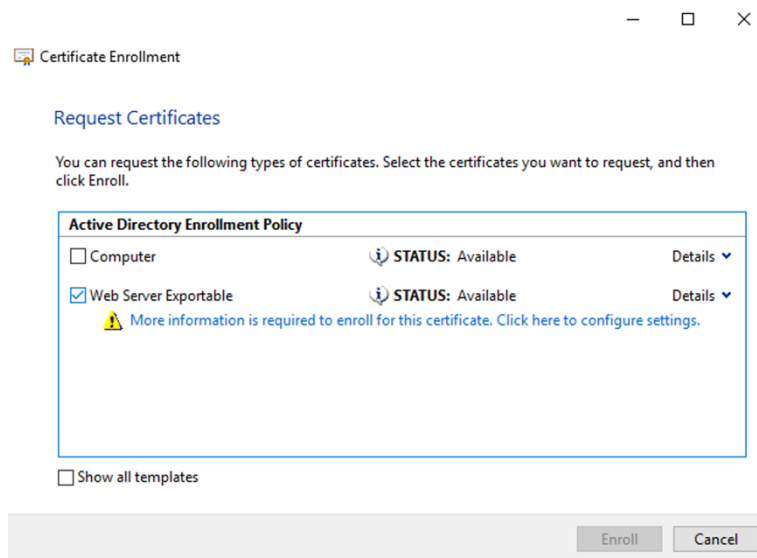 Certificate Enrollment
Request Certificates
You can request the following types of certificates. Select the certificates you want to request, and then
click Enroll.
Active Directory Enrollment Policy
Computer STATUS: Available Details
Web Server Exportable STATUS: Available Details
More information is required to enroll for this certificate. Click here to configure settings.
Show all templates
Enroll Cancel